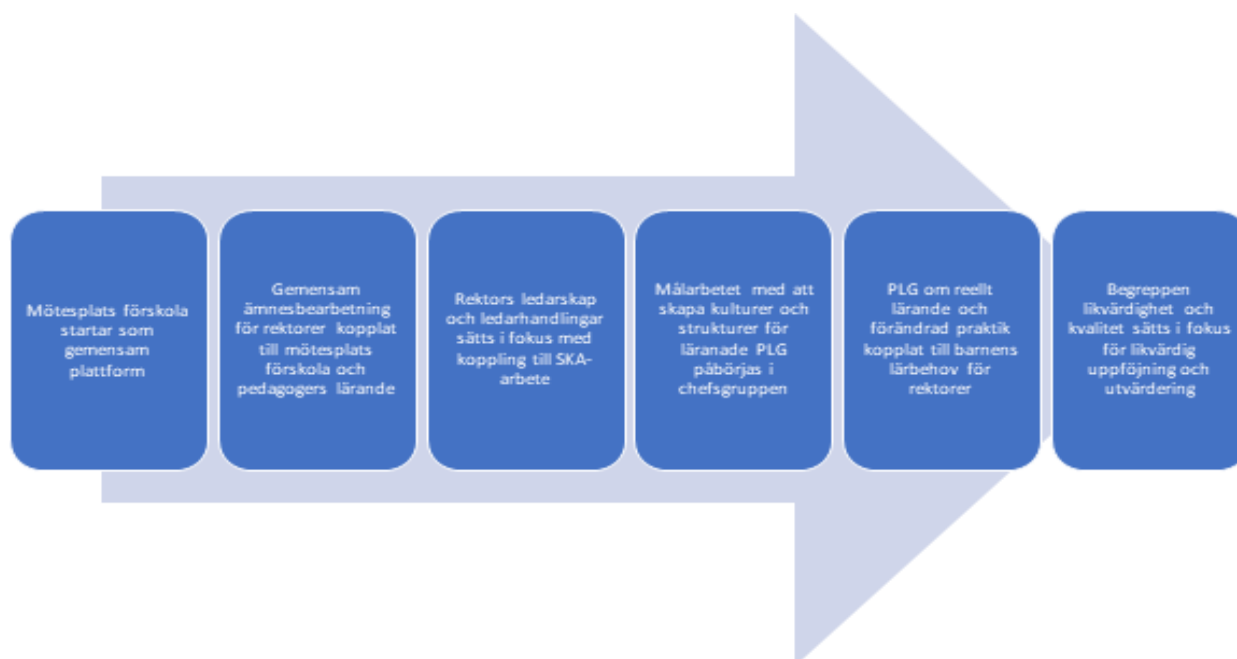 Mötesplats förskola
startar som
gemensam
plattform
Gemensam
ämnesbearbetning
för rektorer kopplat
till mötesplats
förskola och
pedagogers lärande
Rektors ledarskap
och ledarhandlingar
sätts i fokus med
koppling till SKA-
arbete
Målarbetet med att
skapa kulturer och
strukturer för
läranade PLG
påbörjas i
chefsgruppen
PLG om reellt
lärande och
förändrad praktik
kopplat till barnens
lärbehov för
rektorer
Begreppen
likvärdighet och
kvalitet sätts i fokus
för likvärdig
uppföjning och
utvärdering